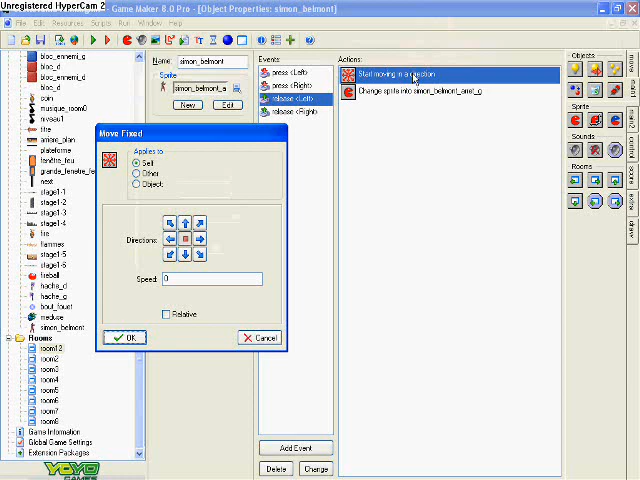 Unregistered HyperCam 2
Game Maker 8.0 Pro - [Object Properties: simon_belmont]
File Edit Resources Scripts Run Window Help
bloc_ennemi_g
bloc_d
bloc_ennemi_d
bloc_d
coin
musique_room0
niveau1
titre
arriere_plan
plateforme
fenêtre_feu
grande_fenetre_feu
next
stage1-1
stage1-2
stage1-3
stage1-4
fire
flammes
stage1-5
stage1-6
fireball
hache_d
hache_g
bout_fouet
meduse
simon_belmont
Rooms
room12
room2
room3
room4
room5
room6
room7
room8
Game Information
Global Game Settings
Extension Packages
YOYO
GAMES
Name: simon_belmont
Sprite
simon_belmont_a
New Edit
Events:
press <Left>
press <Right>
release <Left>
release <Right>
Add Event
Delete Change
Actions:
Start moving in a direction
Change sprite into simon_belmont_arret_g
Move Fixed
Applies to
Self
Other
Object:
Directions:
Speed: 0
Relative
OK Cancel
Objects
Sprite
Sounds
Rooms
move
main1
main2
control
score
extra
draw